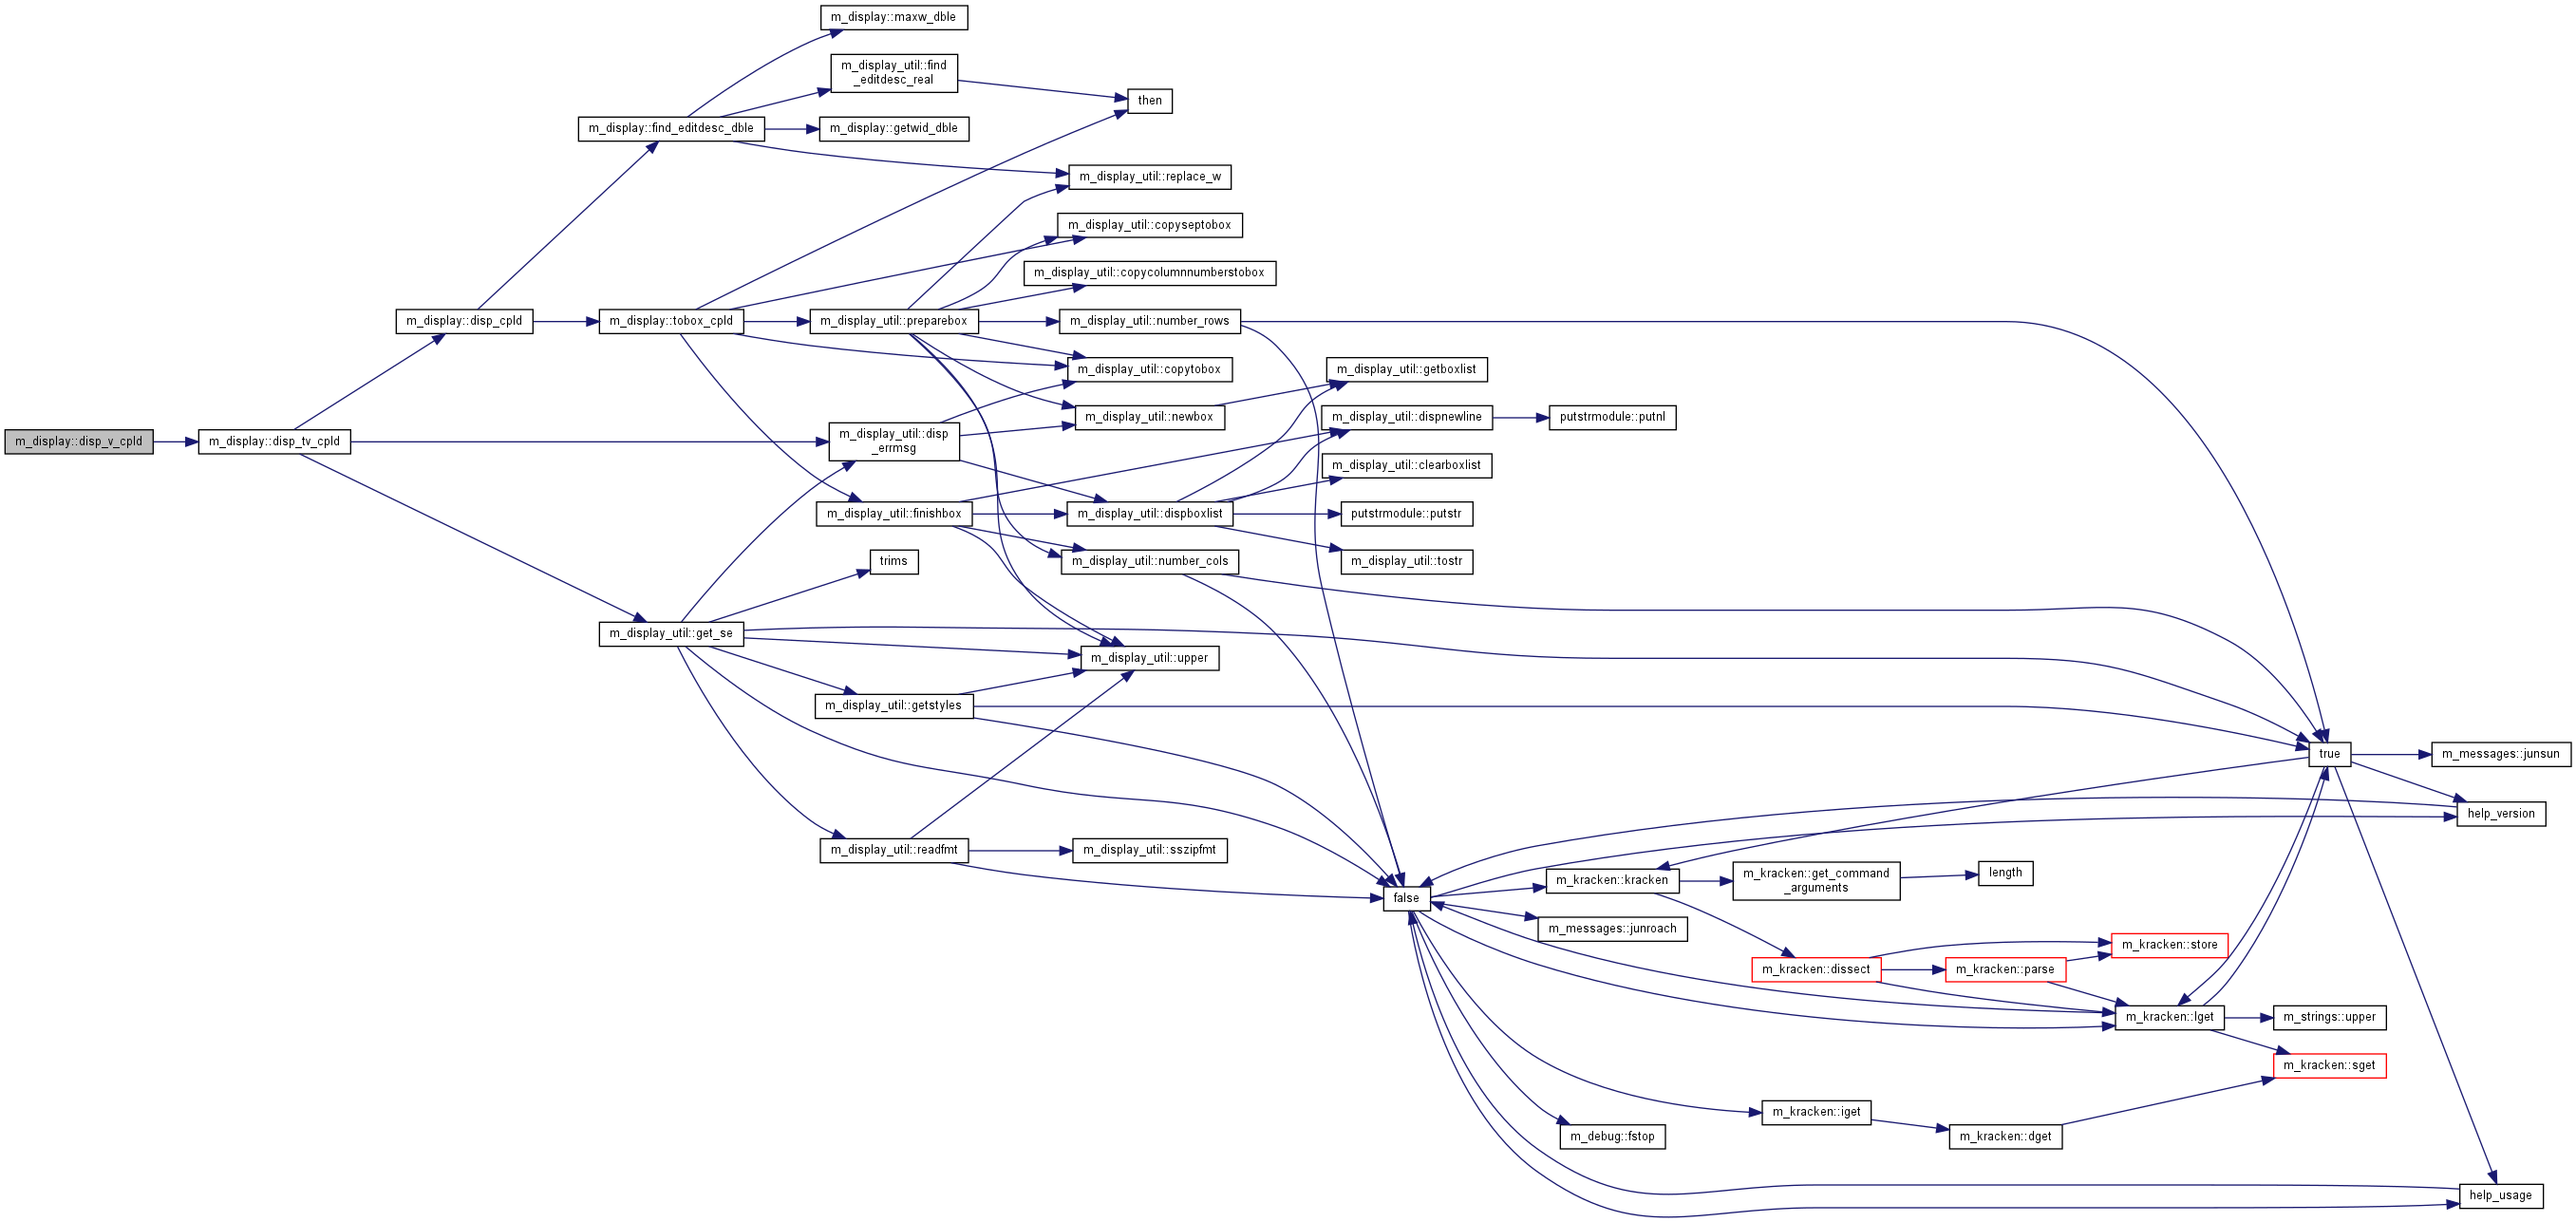 m_display::maxw_dble
m_display_util::find
_editdesc_real
then
m_display::find_editdesc_dble
m_display::getwid_dble
m_display_util::replace_w
m_display_util::copyseptobox
m_display_util::copycolumnnumberstobox
m_display::disp_cpld
m_display::tobox_cpld
m_display_util::preparebox
m_display_util::number_rows
m_display_util::copytobox
m_display_util::getboxlist
m_display_util::newbox
m_display_util::dispnewline
putstrmodule::putnl
m_display::disp_v_cpld
m_display::disp_tv_cpld
m_display_util::disp
_errmsg
m_display_util::clearboxlist
m_display_util::finishbox
m_display_util::dispboxlist
putstrmodule::putstr
trims
m_display_util::number_cols
m_display_util::tostr
m_display_util::get_se
m_display_util::upper
m_display_util::getstyles
true
m_messages::junsun
help_version
m_display_util::readfmt
m_display_util::sszipfmt
m_kracken::kracken
m_kracken::get_command
_arguments
length
false
m_messages::junroach
m_kracken::store
m_kracken::dissect
m_kracken::parse
m_kracken::lget
m_strings::upper
m_kracken::sget
m_kracken::iget
m_debug::fstop
m_kracken::dget
help_usage